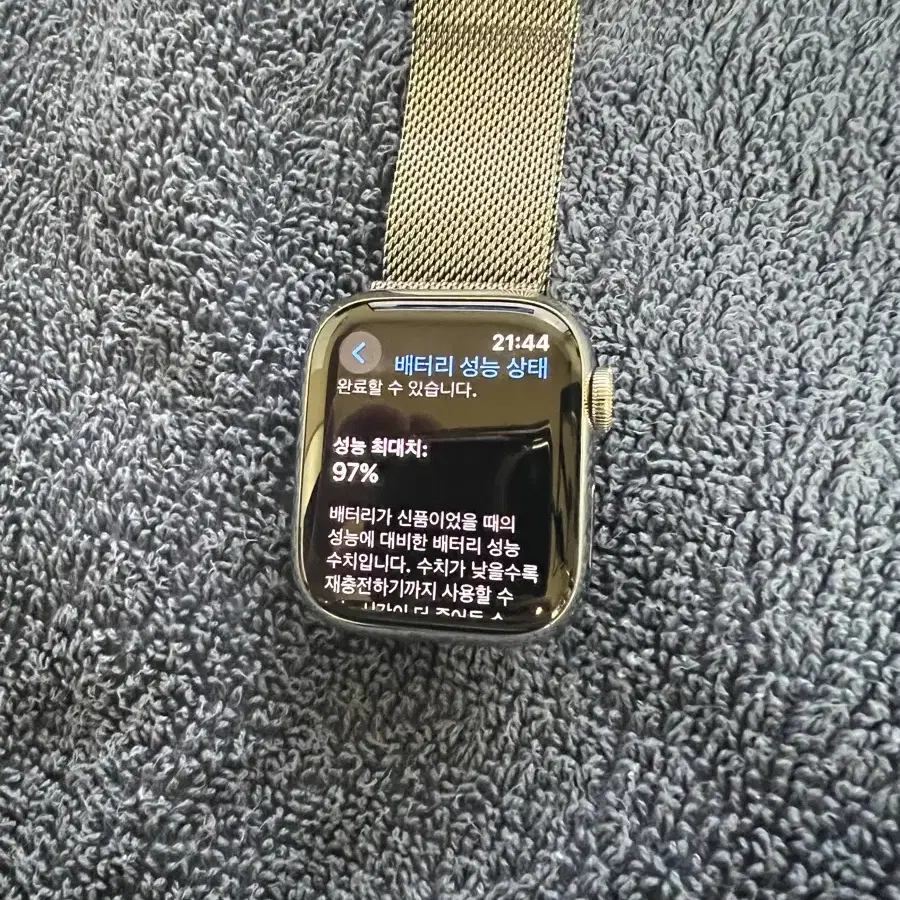 21:44
배터리 성능 상태
완료할 수 있습니다.
성능 최대치:
97%
배터리가 신품이었을 때의
성능에 대비한 배터리 성능
수치입니다. 수치가 낮을수록
재충전하기까지 사용할 수